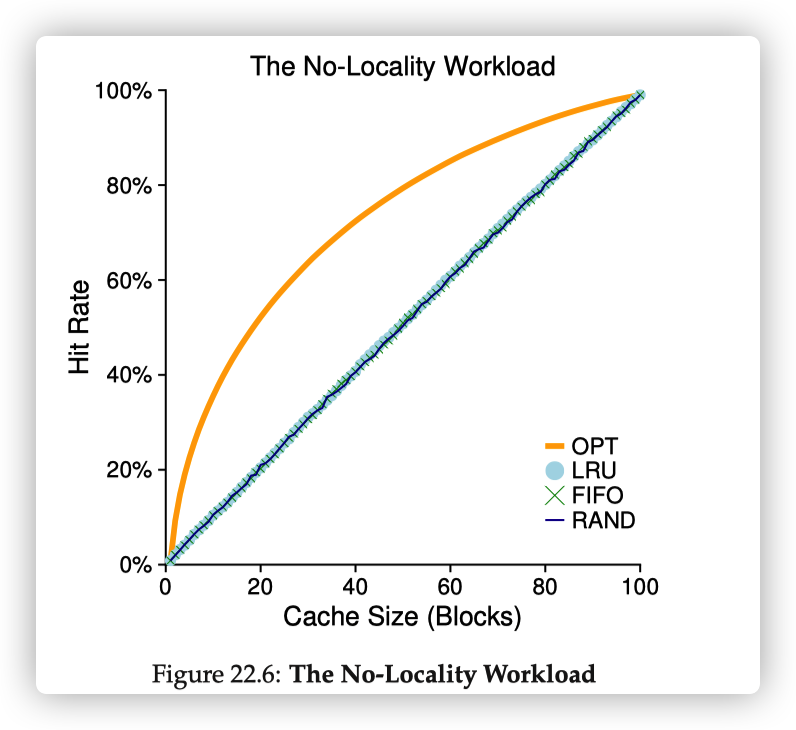 The No-Locality Workload
100%
80%
60%
40%
20%
0%
Hit Rate
OPT
LRU
FIFO
RAND
0 20 40 60 80 100
Cache Size (Blocks)
Figure 22.6: The No-Locality Workload